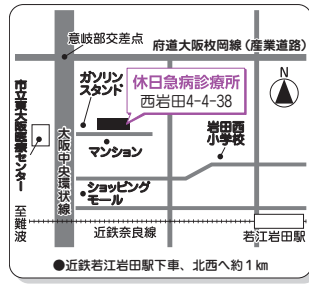 意岐部交差点
府道大阪枚岡線（産業道路）
ガソリン
スタンド
休日急病診療所
西岩田4-4-38
N
市立東大阪医療センター
大阪中央環状線
マンション
岩田西
小学校
ショッピング
モール
至難波
近鉄奈良線
若江岩田駅
●近鉄若江岩田駅下車、北西へ約1km